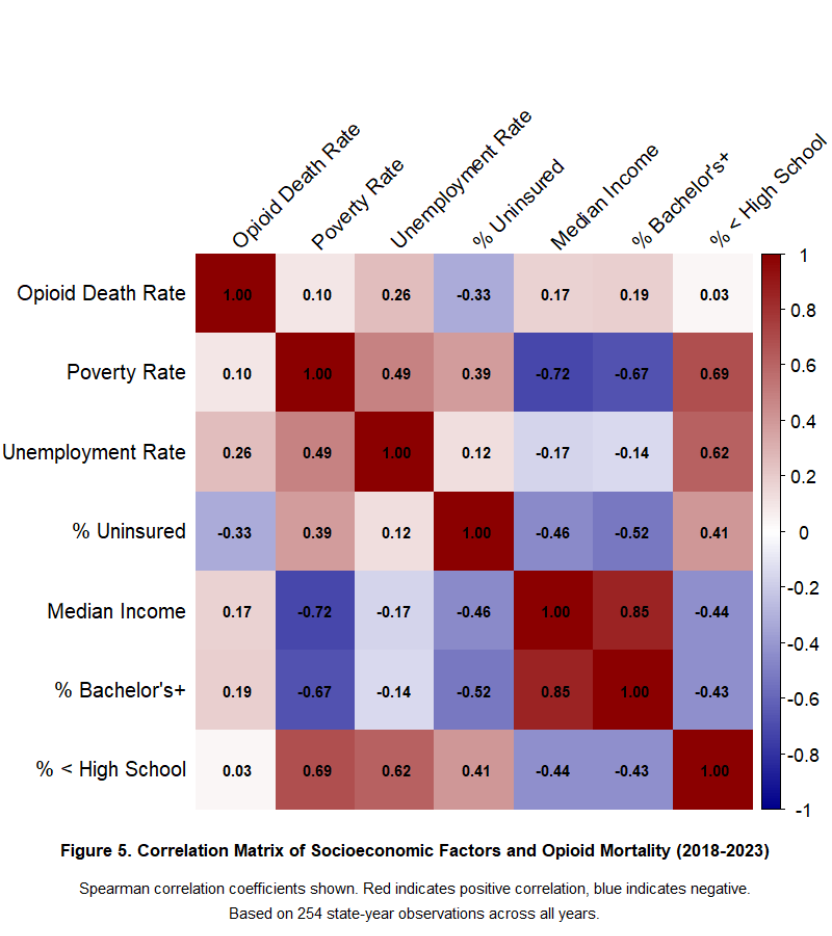 Opioid Death Rate
Poverty Rate
Unemployment Rate
% Uninsured
Median Income
% Bachelor's+
% < High School
Opioid Death Rate 1.00 0.10 0.26 -0.33 0.17 0.19 0.03
Poverty Rate 0.10 1.00 0.49 0.39 -0.72 -0.67 0.69
Unemployment Rate 0.26 0.49 1.00 0.12 -0.17 -0.14 0.62
% Uninsured -0.33 0.39 0.12 1.00 -0.46 -0.52 0.41
Median Income 0.17 -0.72 -0.17 -0.46 1.00 0.85 -0.44
% Bachelor's+ 0.19 -0.67 -0.14 -0.52 0.85 1.00 -0.43
% < High School 0.03 0.69 0.62 0.41 -0.44 -0.43 1.00
1
0.8
0.6
0.4
0.2
0
-0.2
-0.4
-0.6
-0.8
-1
Figure 5. Correlation Matrix of Socioeconomic Factors and Opioid Mortality (2018-2023)
Spearman correlation coefficients shown. Red indicates positive correlation, blue indicates negative.
Based on 254 state-year observations across all years.